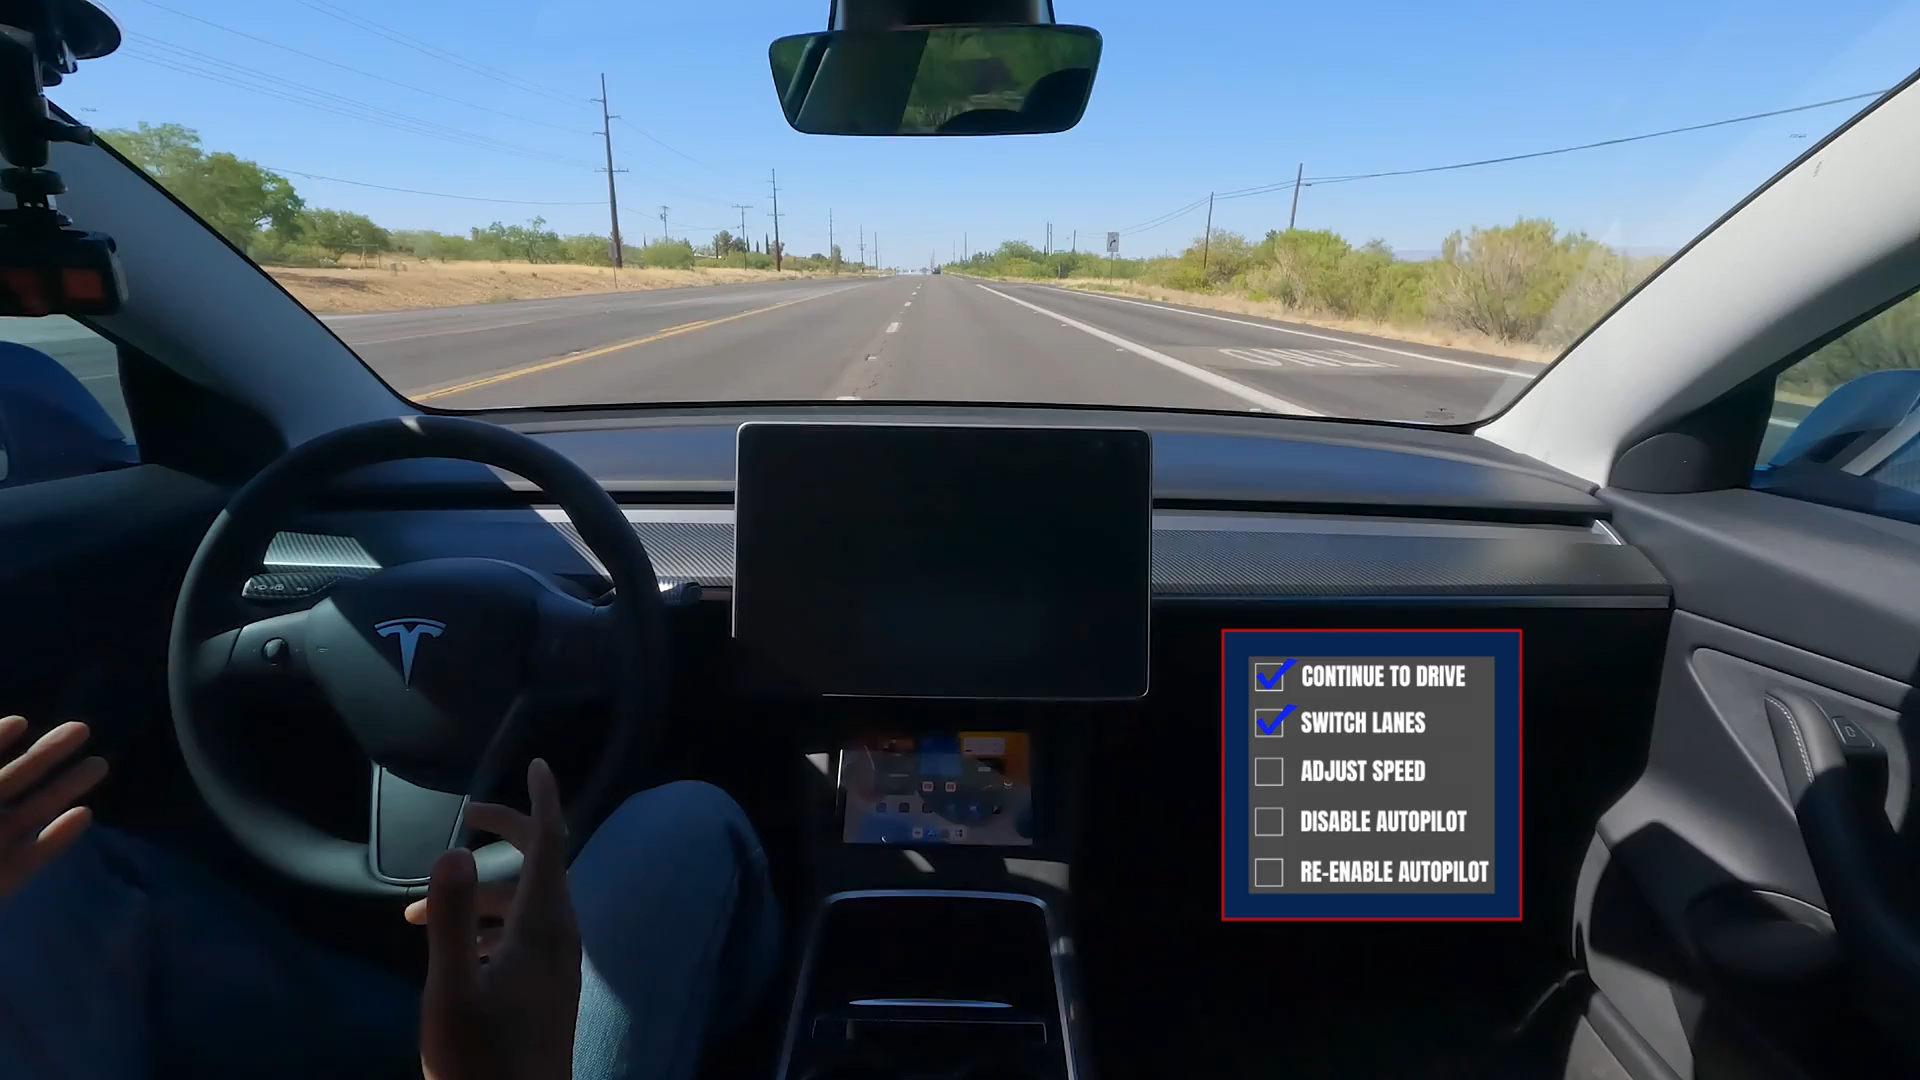 CONTINUE TO DRIVE
SWITCH LANES
ADJUST SPEED
DISABLE AUTOPILOT
RE-ENABLE AUTOPILOT